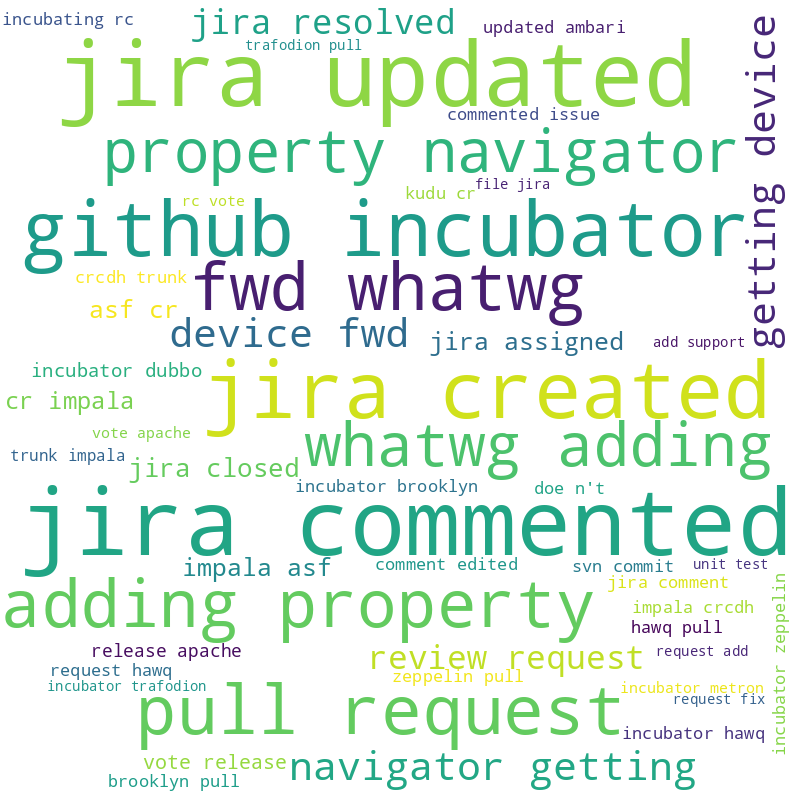 incubating rc
jira resolved
updated ambari
trafodion pull
jira updated
getting device
commented issue
property navigator
file jira
kudu cr
rc vote
github incubator
fwd whatwg
crcdh trunk
asf cr
device fwd
jira assigned
add support
incubator dubbo
jira created
cr impala
vote apache
whatwg adding
trunk impala
jira closed
incubator brooklyn
doe n't
jira commented
impala asf
comment edited
svn commit
unit test
jira comment
incubator zeppelin
adding property
impala crcdh
hawq pull
release apache
review request
request add
request hawq
zeppelin pull
incubator trafodion
incubator metron
request fix
pull request
incubator hawq
vote release
navigator getting
brooklyn pull